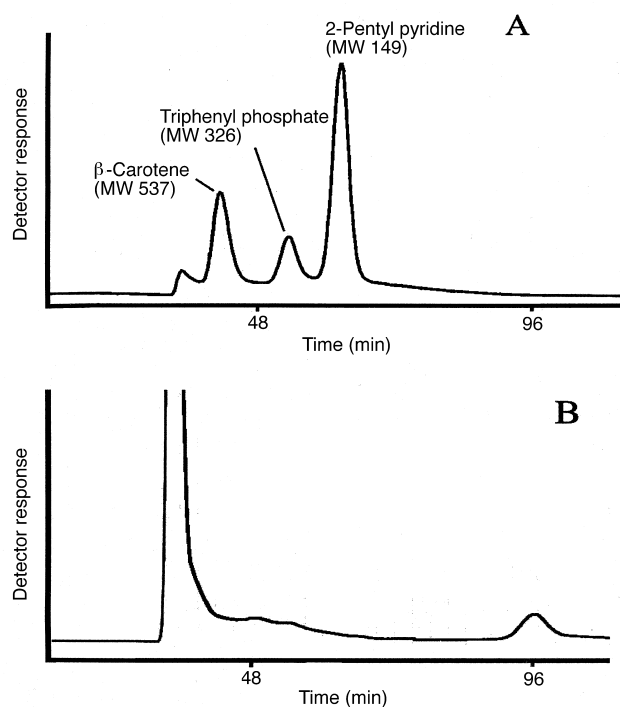 A
2-Pentyl pyridine
(MW 149)
Triphenyl phosphate
(MW 326)
β-Carotene
(MW 537)
Detector response
48
96
Time (min)
B
Detector response
48
96
Time (min)